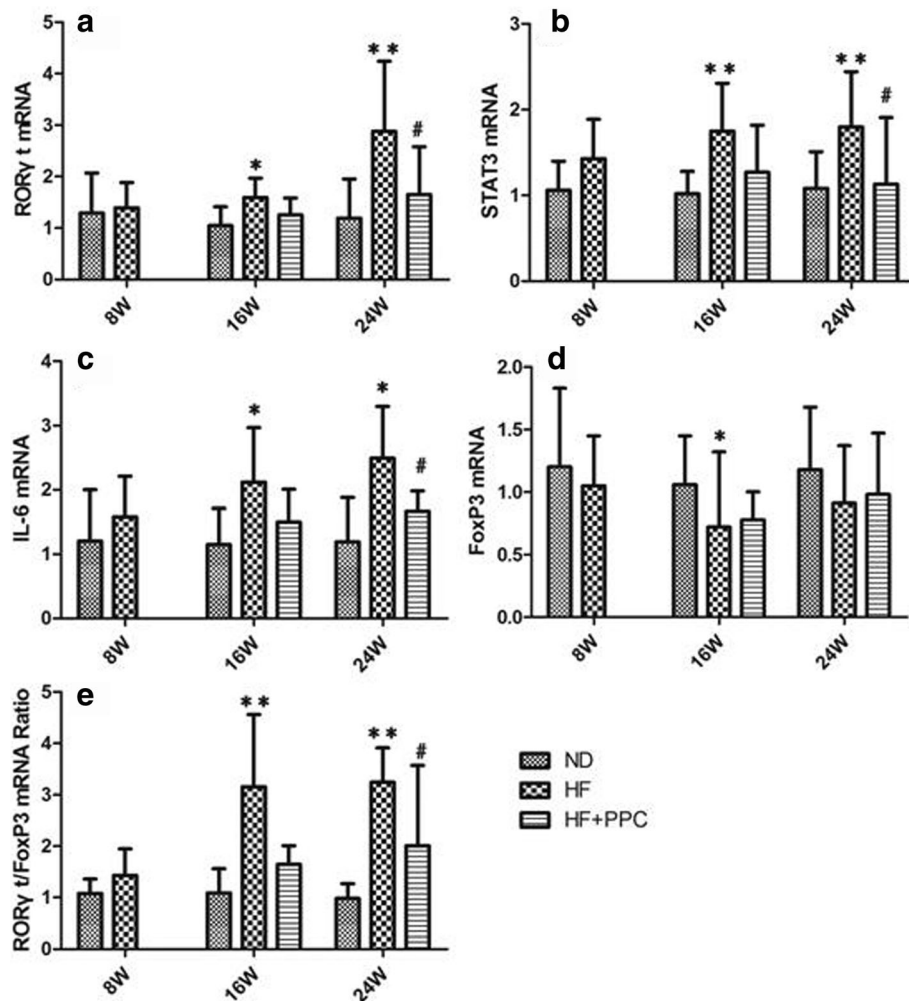 a
RORγ t mRNA
5
4
3
2
1
0
*
* *
#
8W
16W
24W
b
STAT3 mRNA
3
2
1
0
* *
* *
#
8W
16W
24W
c
IL-6 mRNA
4
3
2
1
0
*
*
#
8W
16W
24W
d
FoxP3 mRNA
2.0
1.5
1.0
0.5
0.0
*
8W
16W
24W
e
RORγ t/FoxP3 mRNA Ratio
5
4
3
2
1
0
* *
* *
#
8W
16W
24W
ND
HF
HF+PPC